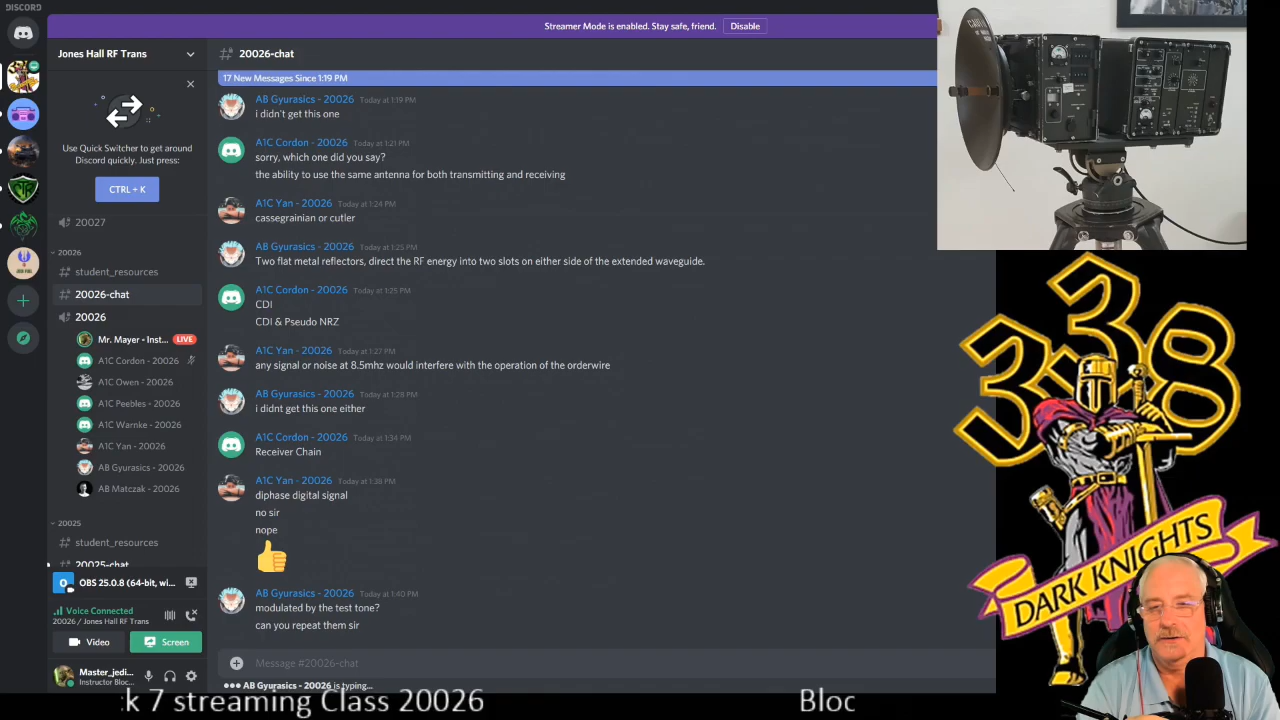 DISCORD
Streamer Mode is enabled. Stay safe, friend. Disable
Jones Hall RF Trans
20026-chat
17 New Messages Since 1:19 PM
Use Quick Switcher to get around
Discord quickly. Just press:
CTRL + K
20027
20026
student_resources
20026-chat
20026
Mr. Mayer - Inst... LIVE
A1C Cordon - 20026
A1C Owen - 20026
A1C Peebles - 20026
A1C Warnke - 20026
A1C Yan - 20026
AB Gyurasics - 20026
AB Matczak - 20026
20025
student_resources
20025-chat
OBS 25.0.8 (64-bit, wi...
Voice Connected
20026 / Jones Hall RF Trans
Video Screen
Master_jedi...
Instructor Bloc...
AB Gyurasics - 20026 Today at 1:19 PM
i didn't get this one
A1C Cordon - 20026 Today at 1:21 PM
sorry, which one did you say?
the ability to use the same antenna for both transmitting and receiving
A1C Yan - 20026 Today at 1:24 PM
cassegrainian or cutler
AB Gyurasics - 20026 Today at 1:25 PM
Two flat metal reflectors, direct the RF energy into two slots on either side of the extended waveguide.
A1C Cordon - 20026 Today at 1:25 PM
CDI
CDI & Pseudo NRZ
A1C Yan - 20026 Today at 1:27 PM
any signal or noise at 8.5mhz would interfere with the operation of the orderwire
AB Gyurasics - 20026 Today at 1:28 PM
i didnt get this one either
A1C Cordon - 20026 Today at 1:34 PM
Receiver Chain
A1C Yan - 20026 Today at 1:38 PM
diphase digital signal
no sir
nope
AB Gyurasics - 20026 Today at 1:40 PM
modulated by the test tone?
can you repeat them sir
Message #20026-chat
AB Gyurasics - 20026 is typing...
338
DARK KNIGHTS
k 7 streaming Class 20026 Bloc